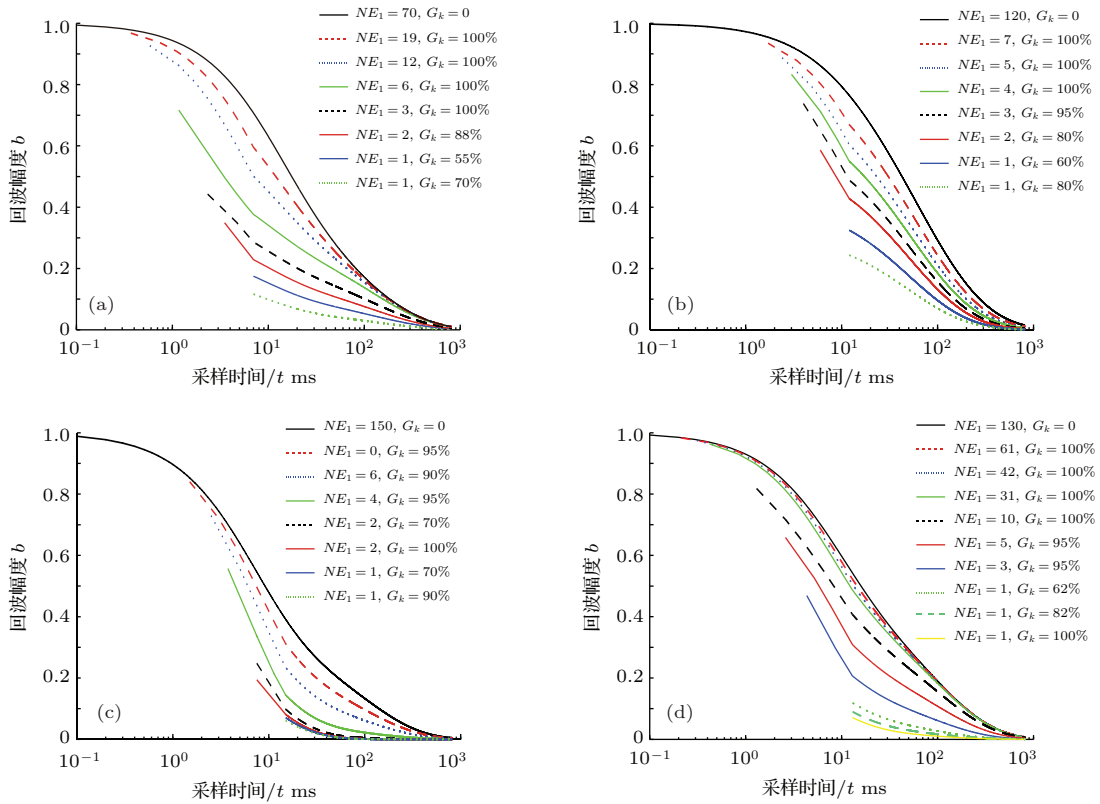 1.0
0.8
0.6
0.4
0.2
0
回波幅度 b
(a)
NE₁ = 70, Gₖ = 0
NE₁ = 19, Gₖ = 100%
NE₁ = 12, Gₖ = 100%
NE₁ = 6, Gₖ = 100%
NE₁ = 3, Gₖ = 100%
NE₁ = 2, Gₖ = 88%
NE₁ = 1, Gₖ = 55%
NE₁ = 1, Gₖ = 70%
10⁻¹ 10⁰ 10¹ 10² 10³
采样时间/t ms
1.0
0.8
0.6
0.4
0.2
0
回波幅度 b
(b)
NE₁ = 120, Gₖ = 0
NE₁ = 7, Gₖ = 100%
NE₁ = 5, Gₖ = 100%
NE₁ = 4, Gₖ = 100%
NE₁ = 3, Gₖ = 95%
NE₁ = 2, Gₖ = 80%
NE₁ = 1, Gₖ = 60%
NE₁ = 1, Gₖ = 80%
10⁻¹ 10⁰ 10¹ 10² 10³
采样时间/t ms
1.0
0.8
0.6
0.4
0.2
0
回波幅度 b
(c)
NE₁ = 150, Gₖ = 0
NE₁ = 0, Gₖ = 95%
NE₁ = 6, Gₖ = 90%
NE₁ = 4, Gₖ = 95%
NE₁ = 2, Gₖ = 70%
NE₁ = 2, Gₖ = 100%
NE₁ = 1, Gₖ = 70%
NE₁ = 1, Gₖ = 90%
10⁻¹ 10⁰ 10¹ 10² 10³
采样时间/t ms
1.0
0.8
0.6
0.4
0.2
0
回波幅度 b
(d)
NE₁ = 130, Gₖ = 0
NE₁ = 61, Gₖ = 100%
NE₁ = 42, Gₖ = 100%
NE₁ = 31, Gₖ = 100%
NE₁ = 10, Gₖ = 100%
NE₁ = 5, Gₖ = 95%
NE₁ = 3, Gₖ = 95%
NE₁ = 1, Gₖ = 62%
NE₁ = 1, Gₖ = 82%
NE₁ = 1, Gₖ = 100%
10⁻¹ 10⁰ 10¹ 10² 10³
采样时间/t ms